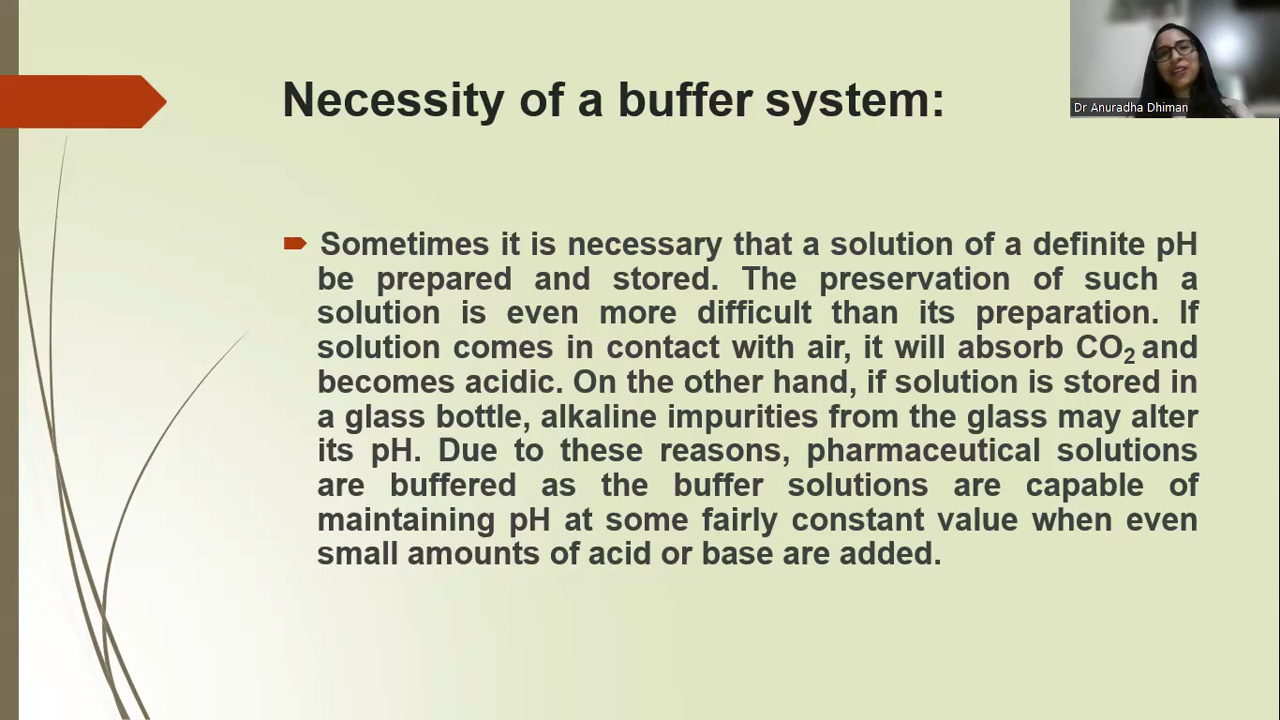 Necessity of a buffer system:
Dr Anuradha Dhiman
Sometimes it is necessary that a solution of a definite pH
be prepared and stored. The preservation of such a
solution is even more difficult than its preparation. If
solution comes in contact with air, it will absorb CO₂ and
becomes acidic. On the other hand, if solution is stored in
a glass bottle, alkaline impurities from the glass may alter
its pH. Due to these reasons, pharmaceutical solutions
are buffered as the buffer solutions are capable of
maintaining pH at some fairly constant value when even
small amounts of acid or base are added.